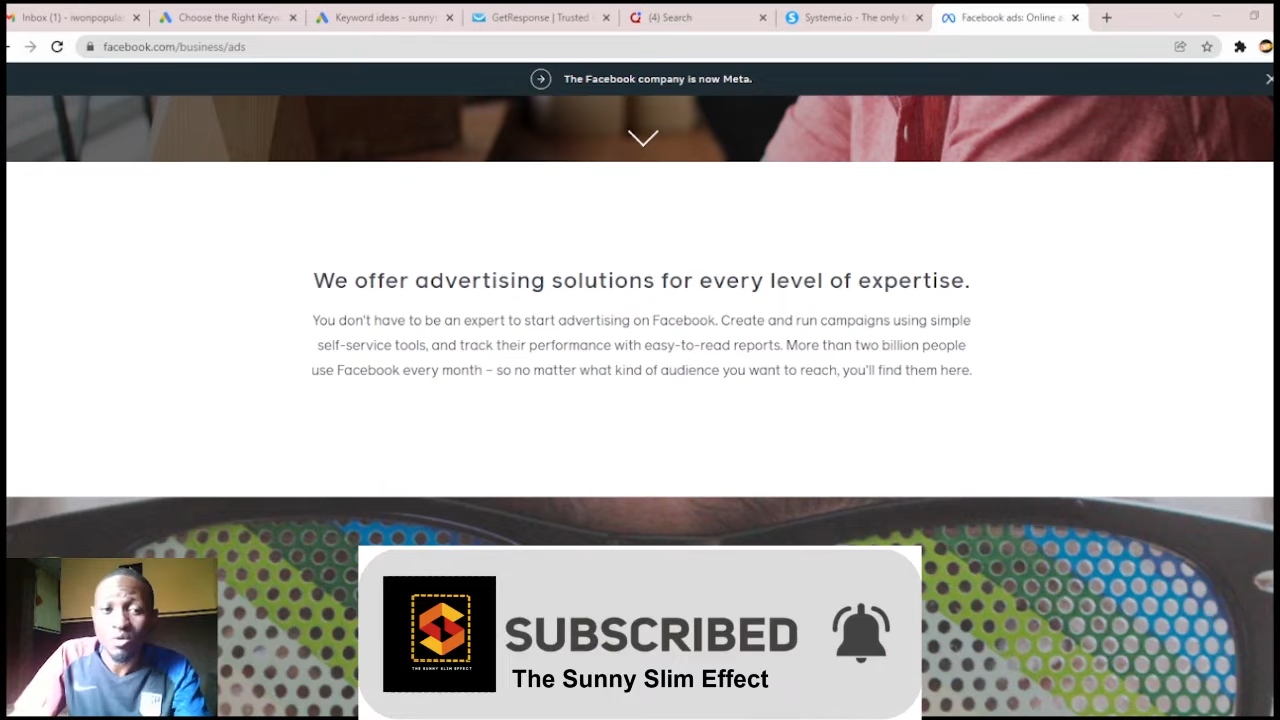 Inbox (1) - iwonpopula
Choose the Right Keyw
Keyword ideas - sunny
GetResponse | Trusted
(4) Search
Systeme.io - The only
Facebook ads: Online a
facebook.com/business/ads
The Facebook company is now Meta.
We offer advertising solutions for every level of expertise.
You don't have to be an expert to start advertising on Facebook. Create and run campaigns using simple
self-service tools, and track their performance with easy-to-read reports. More than two billion people
use Facebook every month – so no matter what kind of audience you want to reach, you'll find them here.
THE SUNNY SLIM EFFECT
SUBSCRIBED
The Sunny Slim Effect